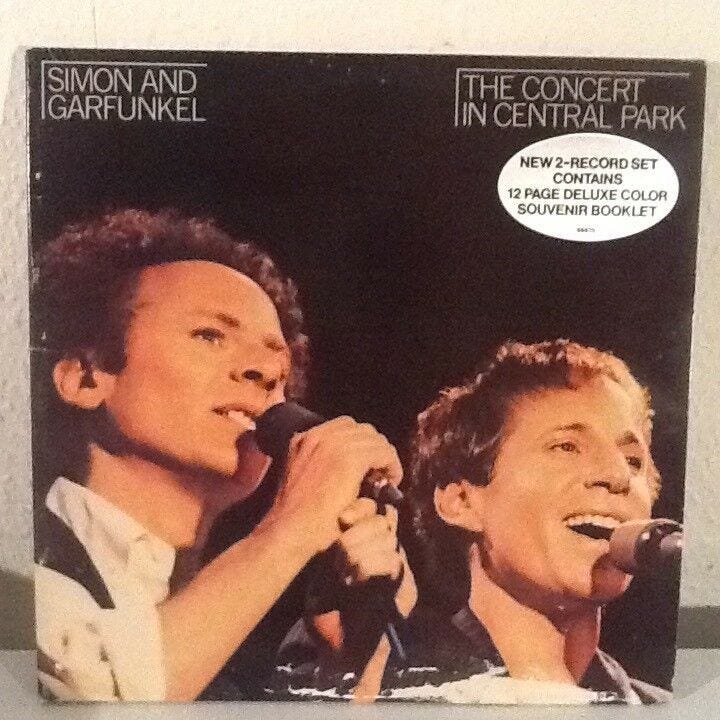 SIMON AND
GARFUNKEL
THE CONCERT
IN CENTRAL PARK
NEW 2-RECORD SET
CONTAINS
12 PAGE DELUXE COLOR
SOUVENIR BOOKLET